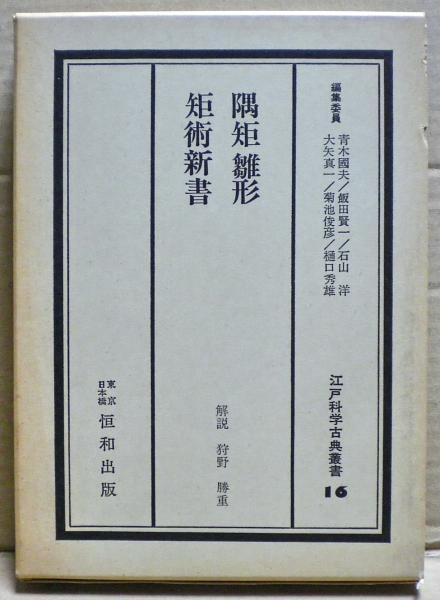 編集委員
青木國夫／飯田賢一／石山 洋
大矢真一／菊池俊彦／樋口秀雄
江戸科学古典叢書
16
隅矩雛形
矩術新書
解説 狩野 勝重
東京
日本橋
恒和出版